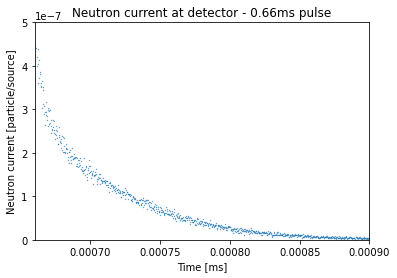 Neutron current at detector - 0.66ms pulse
1e-7
5
4
3
2
1
0
Neutron current [particle/source]
0.00070 0.00075 0.00080 0.00085 0.00090
Time [ms]